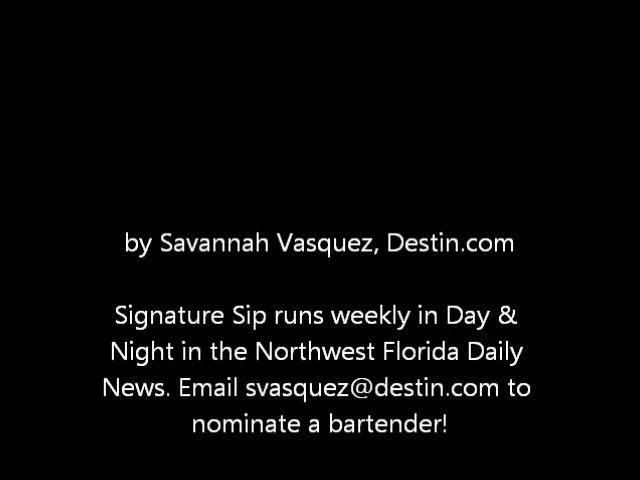 by Savannah Vasquez, Destin.com
Signature Sip runs weekly in Day &
Night in the Northwest Florida Daily
News. Email svasquez@destin.com to
nominate a bartender!